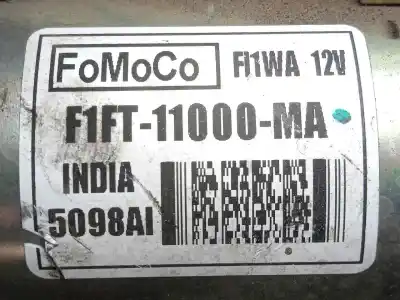 FoMoCo FI1WA 12V
F1FT-11000-MA
INDIA
5098AI